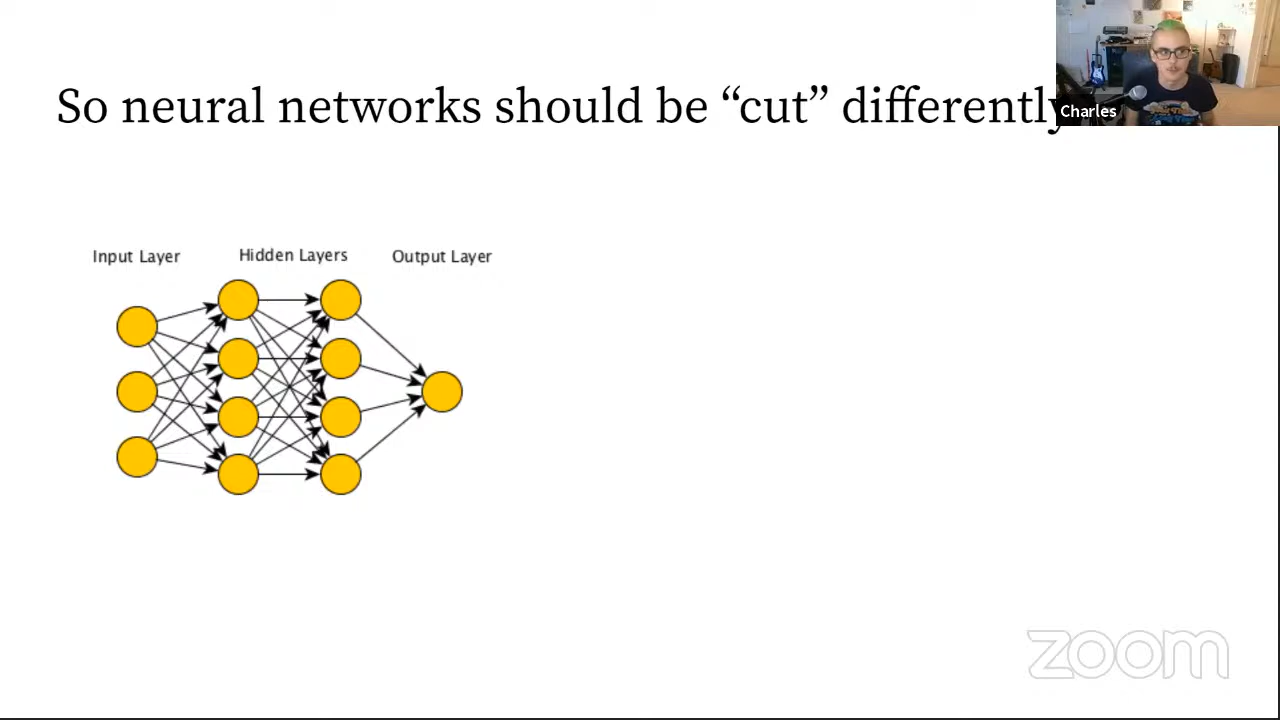 So neural networks should be “cut” differently
Charles
Input Layer
Hidden Layers
Output Layer
zoom